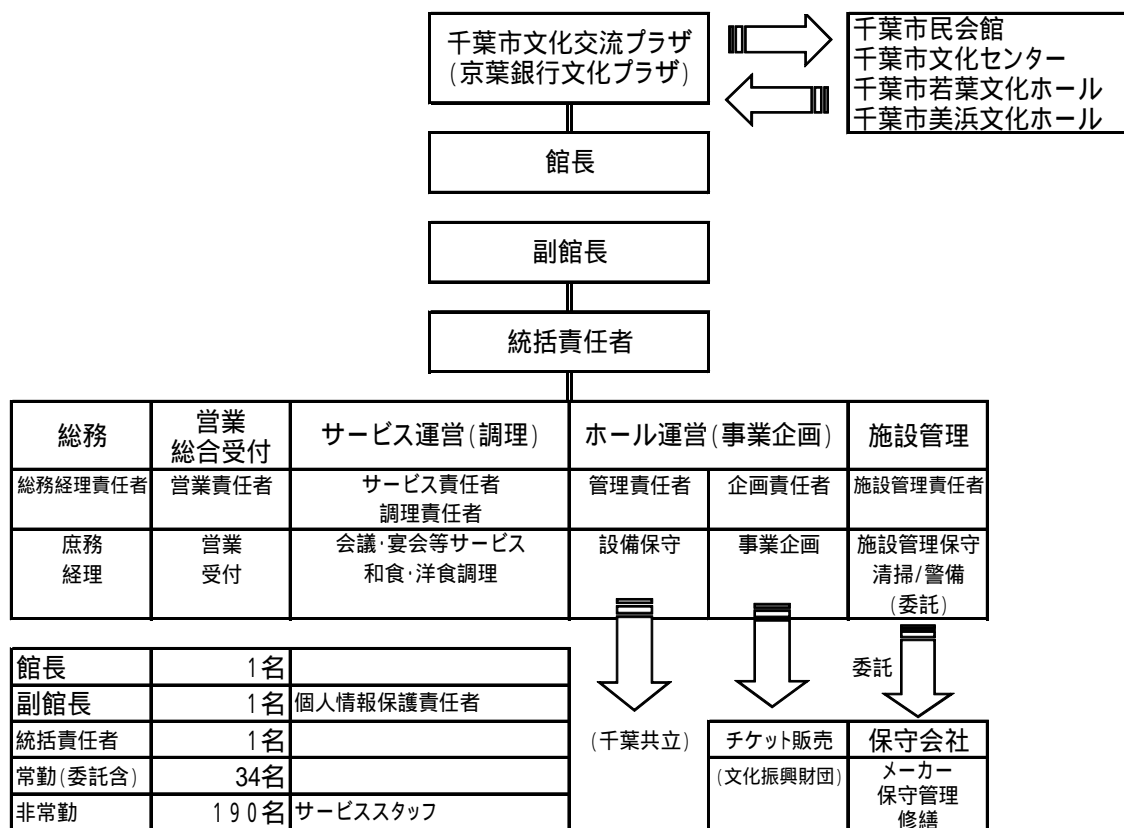 千葉市文化交流プラザ
(京葉銀行文化プラザ)
千葉市民会館
千葉市文化センター
千葉市若葉文化ホール
千葉市美浜文化ホール
館長
副館長
統括責任者
総務
営業
総合受付
サービス運営(調理)
ホール運営(事業企画)
施設管理
総務経理責任者
営業責任者
サービス責任者
調理責任者
管理責任者
企画責任者
施設管理責任者
庶務
経理
営業
受付
会議・宴会等サービス
和食・洋食調理
設備保守
事業企画
施設管理保守
清掃/警備
(委託)
館長 1名
副館長 1名 個人情報保護責任者
統括責任者 1名
常勤(委託含) 34名
非常勤 190名 サービススタッフ
(千葉共立)
チケット販売
(文化振興財団)
委託
保守会社
メーカー
保守管理
修繕